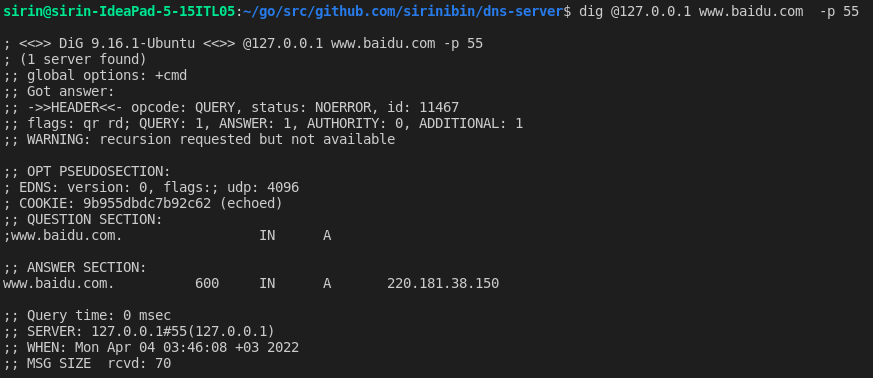 sirin@sirin-IdeaPad-5-15ITL05:~/go/src/github.com/sirinibin/dns-server$ dig @127.0.0.1 www.baidu.com  -p 55

; <<>> DiG 9.16.1-Ubuntu <<>> @127.0.0.1 www.baidu.com -p 55
; (1 server found)
;; global options: +cmd
;; Got answer:
;; ->>HEADER<<- opcode: QUERY, status: NOERROR, id: 11467
;; flags: qr rd; QUERY: 1, ANSWER: 1, AUTHORITY: 0, ADDITIONAL: 1
;; WARNING: recursion requested but not available

;; OPT PSEUDOSECTION:
; EDNS: version: 0, flags:; udp: 4096
; COOKIE: 9b955dbdc7b92c62 (echoed)
;; QUESTION SECTION:
;www.baidu.com.			IN	A

;; ANSWER SECTION:
www.baidu.com.		600	IN	A	220.181.38.150

;; Query time: 0 msec
;; SERVER: 127.0.0.1#55(127.0.0.1)
;; WHEN: Mon Apr 04 03:46:08 +03 2022
;; MSG SIZE  rcvd: 70